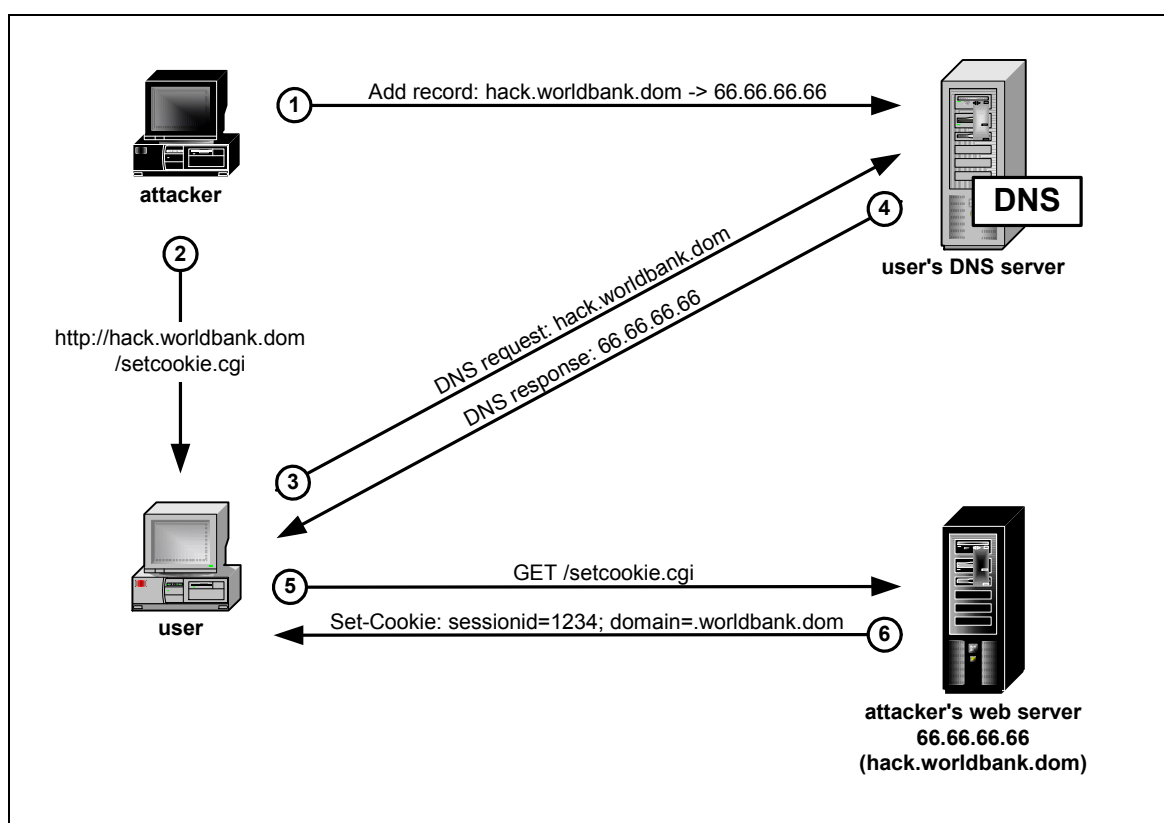 1
Add record: hack.worldbank.dom -> 66.66.66.66
attacker
DNS
user's DNS server
2
http://hack.worldbank.dom
/setcookie.cgi
3
DNS request: hack.worldbank.dom
4
DNS response: 66.66.66.66
user
5
GET /setcookie.cgi
Set-Cookie: sessionid=1234; domain=.worldbank.dom
6
attacker's web server
66.66.66.66
(hack.worldbank.dom)